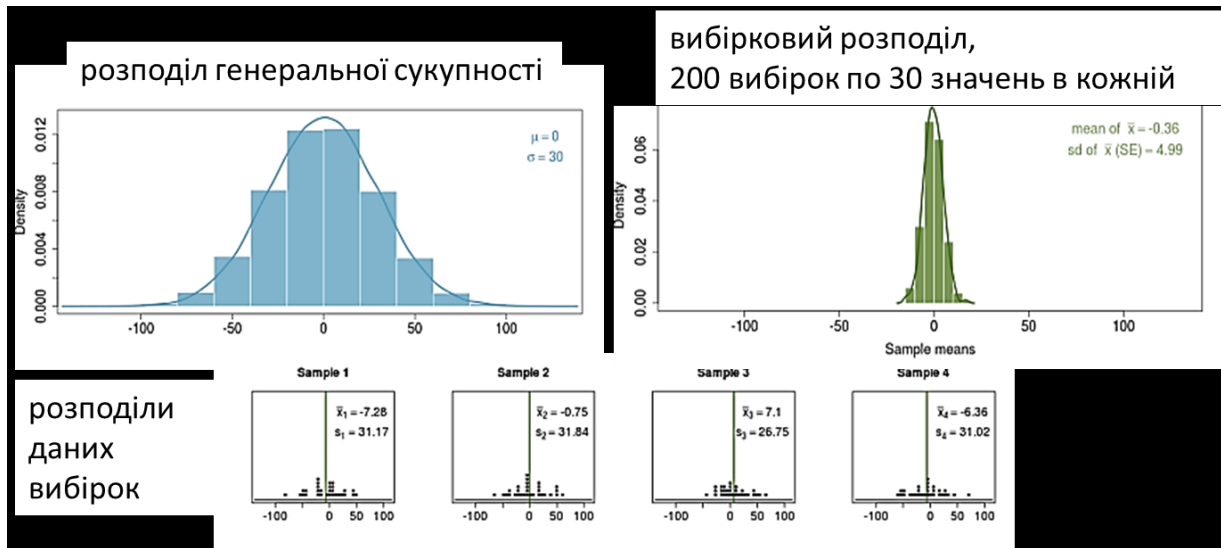 розподіл генеральної сукупності
вибірковий розподіл,
200 вибірок по 30 значень в кожній
μ = 0
σ = 30
Density
0.012
0.008
0.004
0.000
-100 -50 0 50 100
mean of x̄ = -0.36
sd of x̄ (SE) = 4.99
Density
0.06
0.04
0.02
0.00
-100 -50 0 50 100
Sample means
розподіли
даних
вибірок
Sample 1
x̄₁ = -7.28
s₁ = 31.17
-100 0 50 100
Sample 2
x̄₂ = -0.75
s₂ = 31.84
-100 0 50 100
Sample 3
x̄₃ = 7.1
s₃ = 26.75
-100 0 50 100
Sample 4
x̄₄ = -6.36
s₄ = 31.02
-100 0 50 100